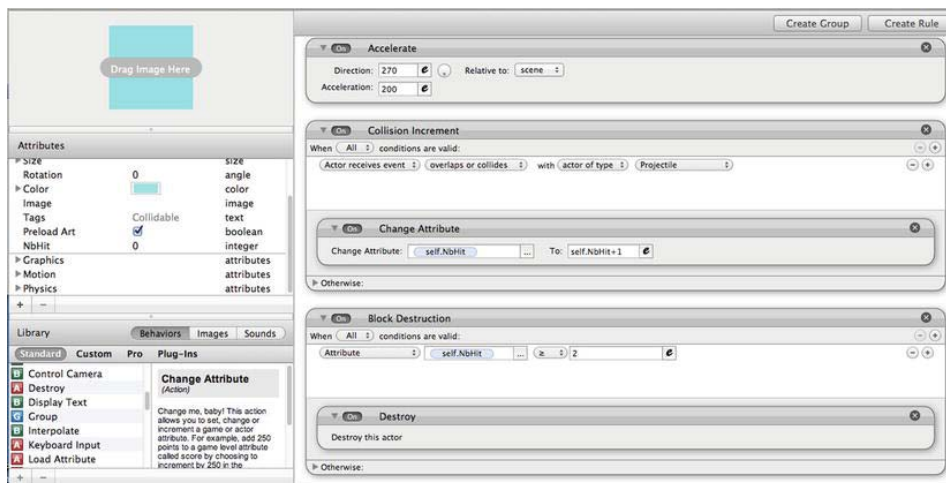 Create Group Create Rule
Drag Image Here
On Accelerate
Direction: 270 e Relative to: scene
Acceleration: 200 e
On Collision Increment
When All conditions are valid:
Actor receives event overlaps or collides with actor of type Projectile
On Change Attribute
Change Attribute: self.NbHit ... To: self.NbHit+1 e
Otherwise:
On Block Destruction
When All conditions are valid:
Attribute self.NbHit ... ≥ 2 e
On Destroy
Destroy this actor
Otherwise:
Attributes
Size size
Rotation 0 angle
Color color
Image image
Tags Collidable text
Preload Art boolean
NbHit 0 integer
Graphics attributes
Motion attributes
Physics attributes
+ −
Library Behaviors Images Sounds
Standard Custom Pro Plug-Ins
B Control Camera
A Destroy
B Display Text
G Group
B Interpolate
A Keyboard Input
A Load Attribute
+ −
Change Attribute
(Action)
Change me, baby! This action
allows you to set, change or
increment a game or actor
attribute. For example, add 250
points to a game level attribute
called score by choosing to
increment by 250 in the